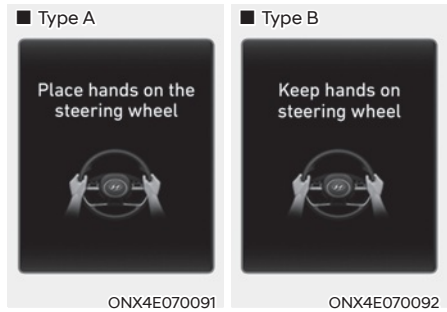 ■ Type A
Place hands on the
steering wheel
ONX4E070091
■ Type B
Keep hands on
steering wheel
ONX4E070092